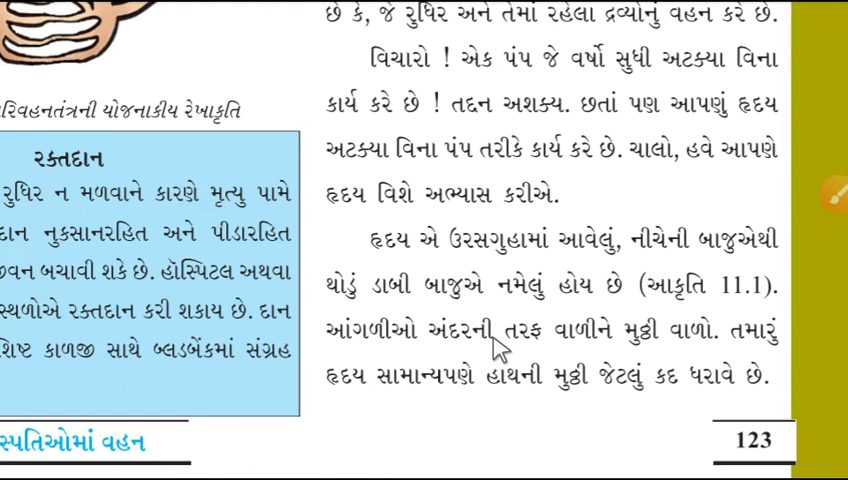 રિવહનતંત્રની યોજનાકીય રેખાકૃતિ
રક્તદાન
રુધિર ન મળવાને કારણે મૃત્યુ પામે
દાન નુકસાનરહિત અને પીડારહિત
જીવન બચાવી શકે છે. હૉસ્પિટલ અથવા
સ્થળોએ રક્તદાન કરી શકાય છે. દાન
શિષ્ટ કાળજી સાથે બ્લડબેંકમાં સંગ્રહ
સ્પતિઓમાં વહન
છે કે, જે રુધિર અને તેમાં રહેલા દ્રવ્યોનું વહન કરે છે.
વિચારો ! એક પંપ જે વર્ષો સુધી અટક્યા વિના
કાર્ય કરે છે ! તદ્દન અશક્ય. છતાં પણ આપણું હૃદય
અટક્યા વિના પંપ તરીકે કાર્ય કરે છે. ચાલો, હવે આપણે
હૃદય વિશે અભ્યાસ કરીએ.
હૃદય એ ઉરસગુહામાં આવેલું, નીચેની બાજુએથી
થોડું ડાબી બાજુએ નમેલું હોય છે (આકૃતિ 11.1).
આંગળીઓ અંદરની તરફ વાળીને મુઠ્ઠી વાળો. તમારું
હૃદય સામાન્યપણે હાથની મુઠ્ઠી જેટલું કદ ધરાવે છે.
123